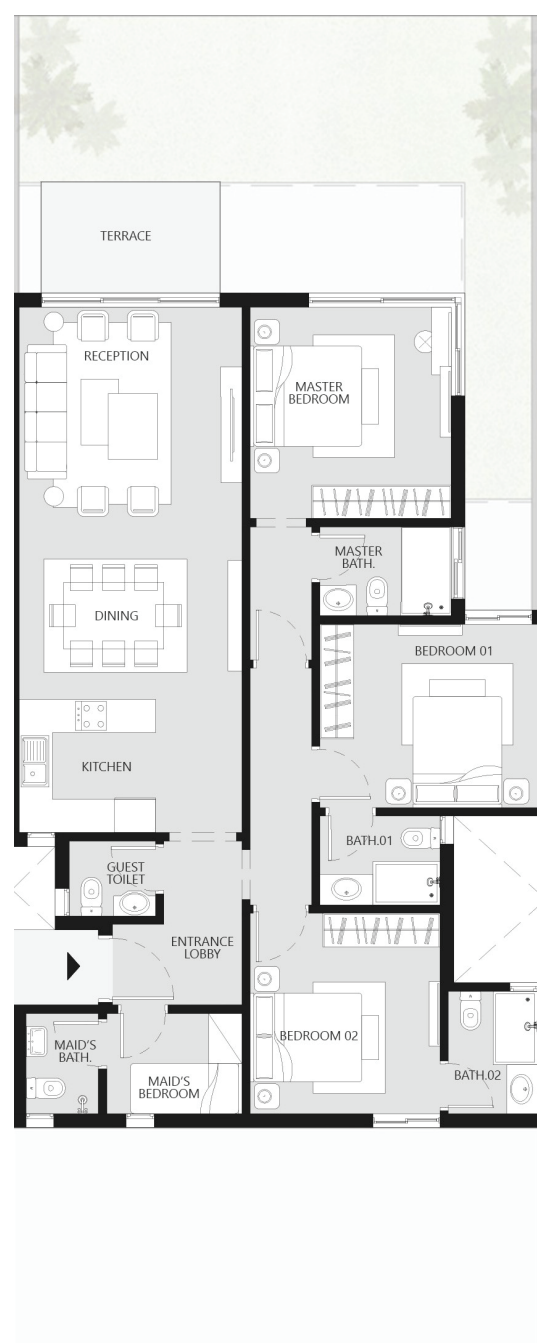 TERRACE
RECEPTION
MASTER
BEDROOM
MASTER
BATH.
DINING
BEDROOM 01
KITCHEN
BATH.01
GUEST
TOILET
ENTRANCE
LOBBY
BEDROOM 02
MAID'S
BATH.
MAID'S
BEDROOM
BATH.02